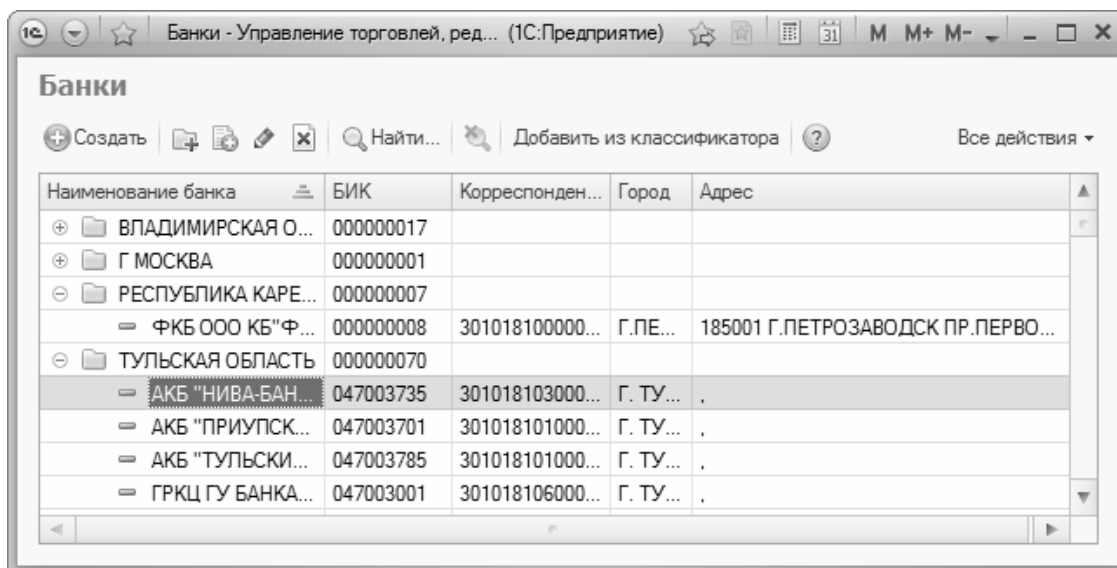 1С Банки - Управление торговлей, ред... (1С:Предприятие) 31 M M+ M-
Банки
Создать Найти... Добавить из классификатора ? Все действия
Наименование банка БИК Корреспонден... Город Адрес
ВЛАДИМИРСКАЯ О... 000000017
Г МОСКВА 000000001
РЕСПУБЛИКА КАРЕ... 000000007
ФКБ ООО КБ"Ф... 000000008 301018100000... Г.ПЕ... 185001 Г.ПЕТРОЗАВОДСК ПР.ПЕРВО...
ТУЛЬСКАЯ ОБЛАСТЬ 000000070
АКБ "НИВА-БАН... 047003735 301018103000... Г. ТУ... ,
АКБ "ПРИУПСК... 047003701 301018101000... Г. ТУ... ,
АКБ "ТУЛЬСКИ... 047003785 301018101000... Г. ТУ... ,
ГРКЦ ГУ БАНКА... 047003001 301018106000... Г. ТУ... ,